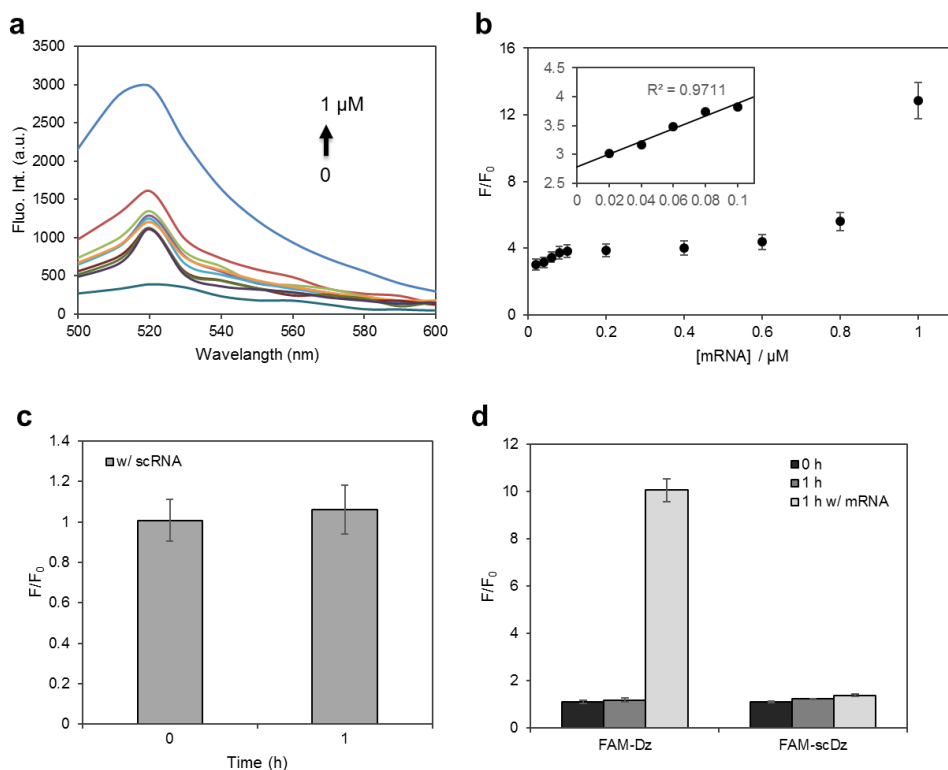 a
3500
3000
2500
2000
1500
1000
500
0
500 520 540 560 580 600
Wavelength (nm)
Fluo. Int. (a.u.)
1 µM
0
b
16
12
8
4
0
0 0.2 0.4 0.6 0.8 1
[mRNA] / µM
F/F₀
4.5
4
3.5
3
2.5
0 0.02 0.04 0.06 0.08 0.1
R² = 0.9711
c
1.4
1.2
1
0.8
0.6
0.4
0.2
0
0 1
Time (h)
F/F₀
w/ scRNA
d
12
10
8
6
4
2
0
FAM-Dz FAM-scDz
F/F₀
0 h
1 h
1 h w/ mRNA